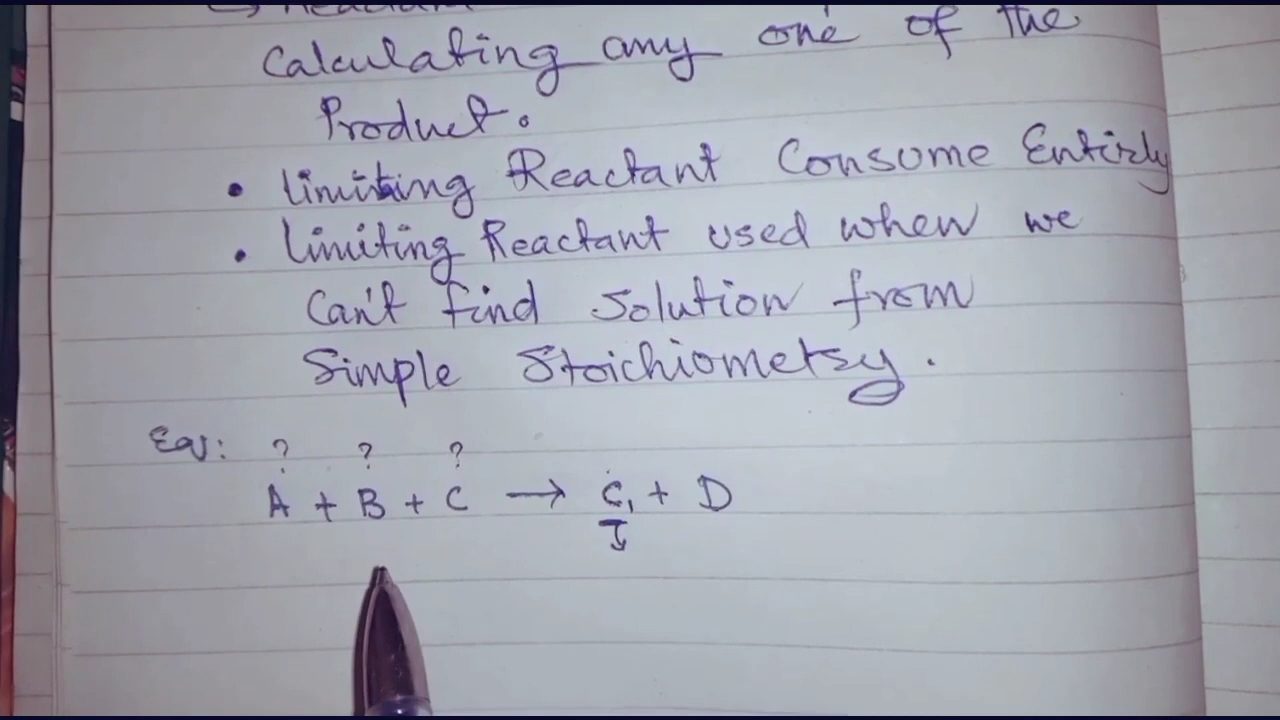 Calculating any one of the
Product.
• limiting Reactant Consume Entirly
• limiting Reactant used when we
Can't find Solution from
Simple Stoichiometry.
Eq: ? ? ?
A + B + C → C₁ + D